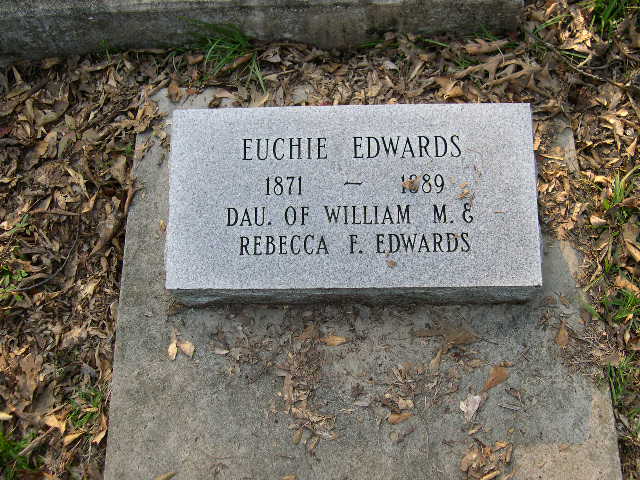 EUCHIE EDWARDS
1871 — 1889
DAU. OF WILLIAM M. &
REBECCA F. EDWARDS